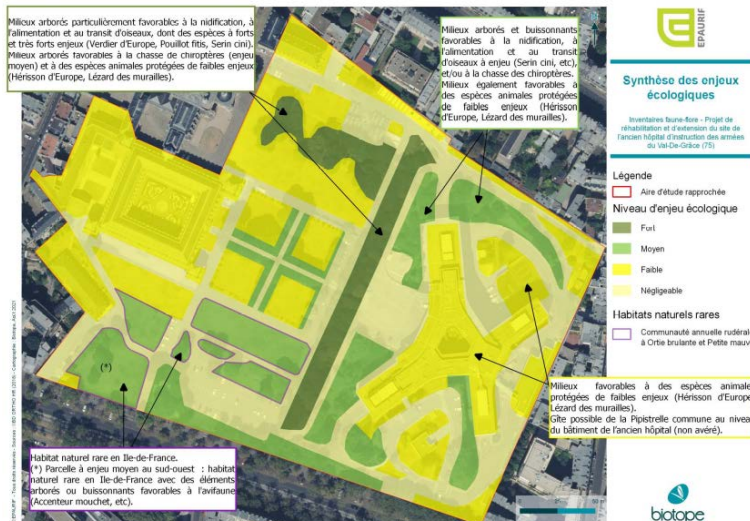 Milieux arborés particulièrement favorables à la nidification, à
l'alimentation et au transit d'oiseaux, dont des espèces à forts
et très forts enjeux (Verdier d'Europe, Pouillot fitis, Serin cini).
Milieux arborés favorables à la chasse de chiroptères (enjeu
moyen) et à des espèces animales protégées de faibles enjeux
(Hérisson d'Europe, Lézard des murailles).
Milieux arborés et buissonnants
favorables à la nidification, à
l'alimentation et au transit
d'oiseaux à enjeu (Serin cini, etc),
et/ou à la chasse des chiroptères.
Milieux également favorables à
des espèces animales protégées
de faibles enjeux (Hérisson
d'Europe, Lézard des murailles).
EPAURIF
Synthèse des enjeux
écologiques
Inventaires faune-flore - Projet de
réhabilitation et d'extension du site de
l'ancien hôpital d'instruction des armées
du Val-De-Grâce (75)
Légende
Aire d'étude rapprochée
Niveau d'enjeu écologique
Fort
Moyen
Faible
Négligeable
Habitats naturels rares
Communauté annuelle rudérale
à Ortie brulante et Petite mauve
(*)
Milieux favorables à des espèces animales
protégées de faibles enjeux (Hérisson d'Europe,
Lézard des murailles).
Gîte possible de la Pipistrelle commune au niveau
du bâtiment de l'ancien hôpital (non avéré).
Habitat naturel rare en Ile-de-France.
(*) Parcelle à enjeu moyen au sud-ouest : habitat
naturel rare en Ile-de-France avec des éléments
arborés ou buissonnants favorables à l'avifaune
(Accenteur mouchet, etc).
biotope